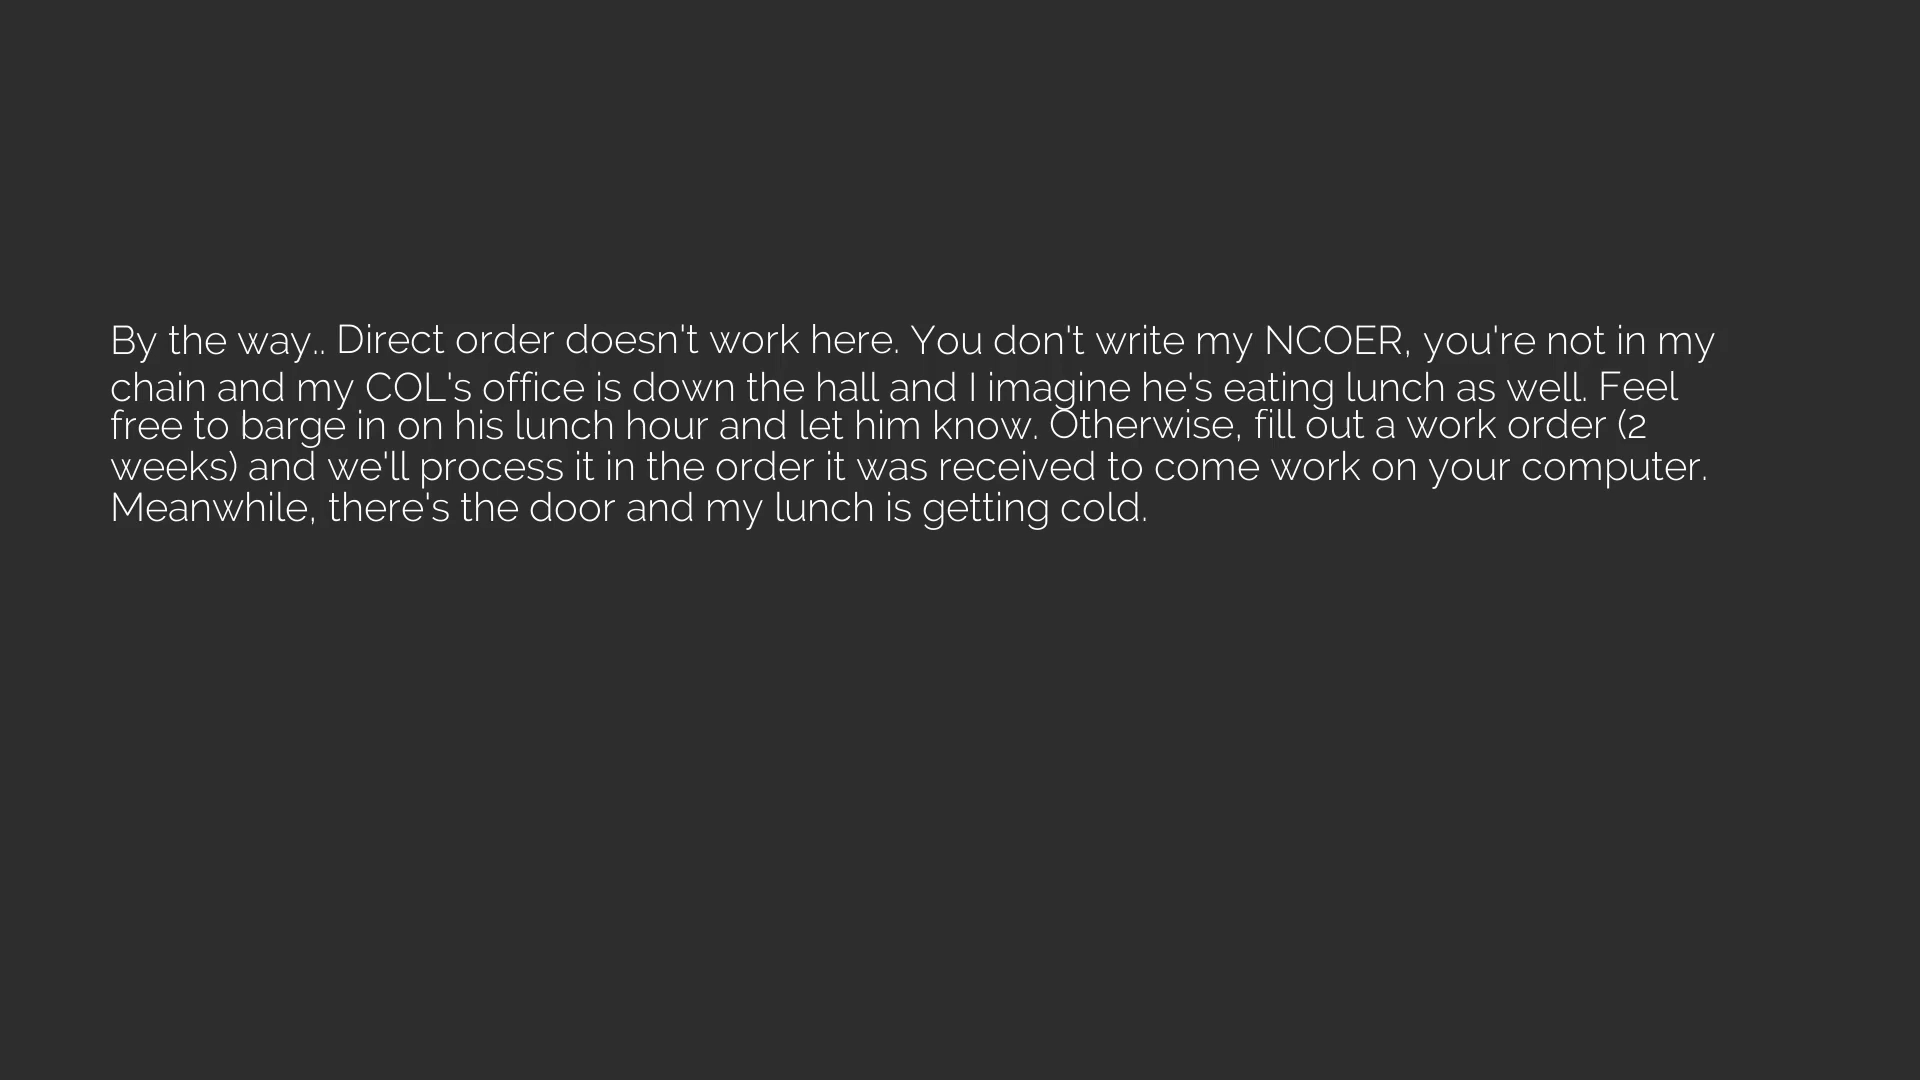 By the way.. Direct order doesn't work here. You don't write my NCOER, you're not in my
chain and my COL's office is down the hall and I imagine he's eating lunch as well. Feel
free to barge in on his lunch hour and let him know. Otherwise, fill out a work order (2
weeks) and we'll process it in the order it was received to come work on your computer.
Meanwhile, there's the door and my lunch is getting cold.